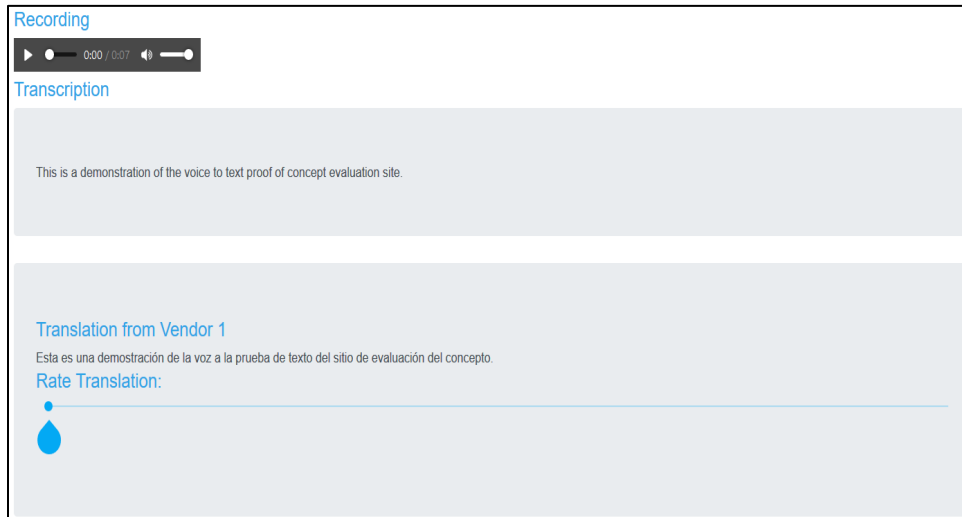 Recording
0:00 / 0:07
Transcription
This is a demonstration of the voice to text proof of concept evaluation site.
Translation from Vendor 1
Esta es una demostración de la voz a la prueba de texto del sitio de evaluación del concepto.
Rate Translation: